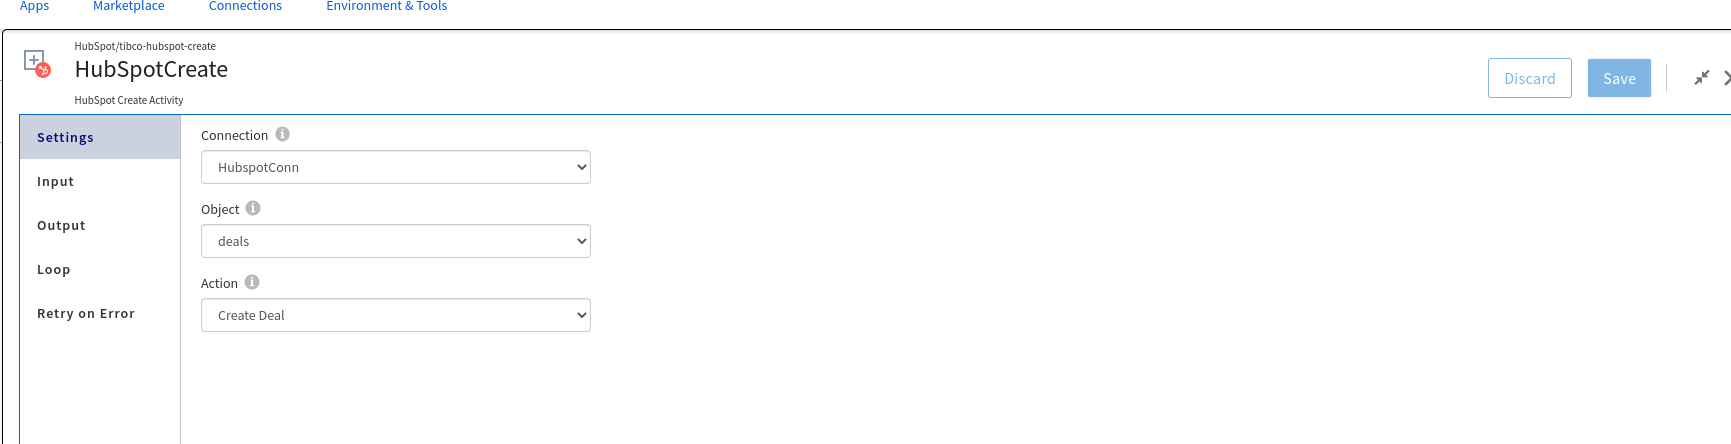 Apps Marketplace Connections Environment & Tools
HubSpot/tibco-hubspot-create
HubSpotCreate
HubSpot Create Activity
Discard Save
Settings
Input
Output
Loop
Retry on Error
Connection
HubspotConn
Object
deals
Action
Create Deal